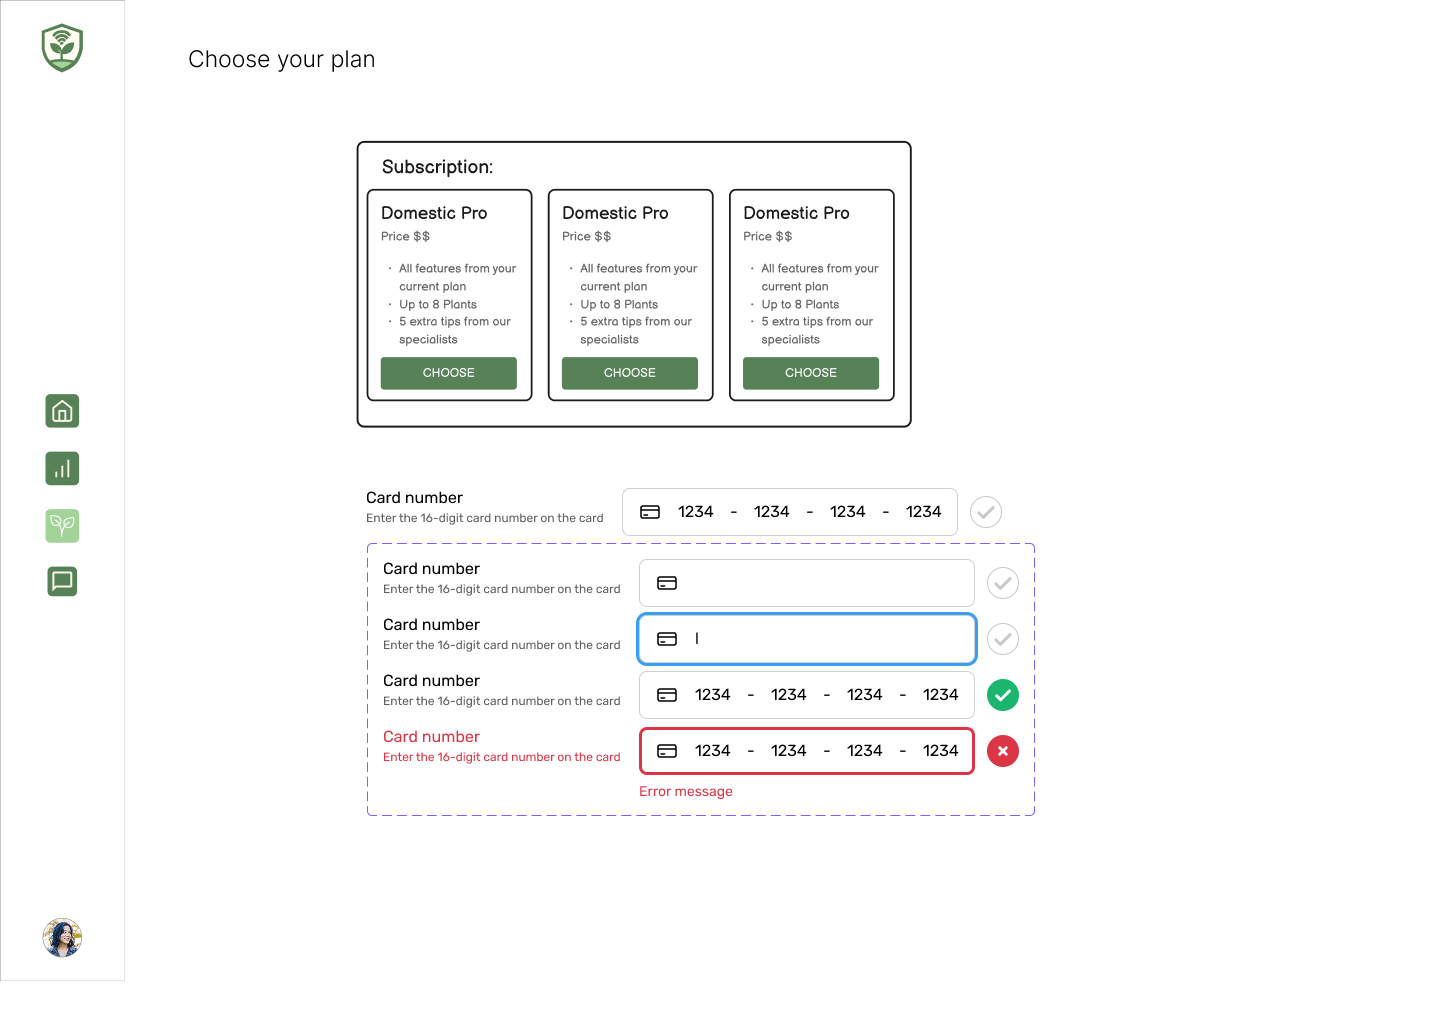 Choose your plan
Subscription:
Domestic Pro
Price $$
· All features from your
current plan
· Up to 8 Plants
· 5 extra tips from our
specialists
CHOOSE
Domestic Pro
Price $$
· All features from your
current plan
· Up to 8 Plants
· 5 extra tips from our
specialists
CHOOSE
Domestic Pro
Price $$
· All features from your
current plan
· Up to 8 Plants
· 5 extra tips from our
specialists
CHOOSE
Card number
Enter the 16-digit card number on the card
1234 - 1234 - 1234 - 1234
Card number
Enter the 16-digit card number on the card
Card number
Enter the 16-digit card number on the card
Card number
Enter the 16-digit card number on the card
1234 - 1234 - 1234 - 1234
Card number
Enter the 16-digit card number on the card
1234 - 1234 - 1234 - 1234
Error message